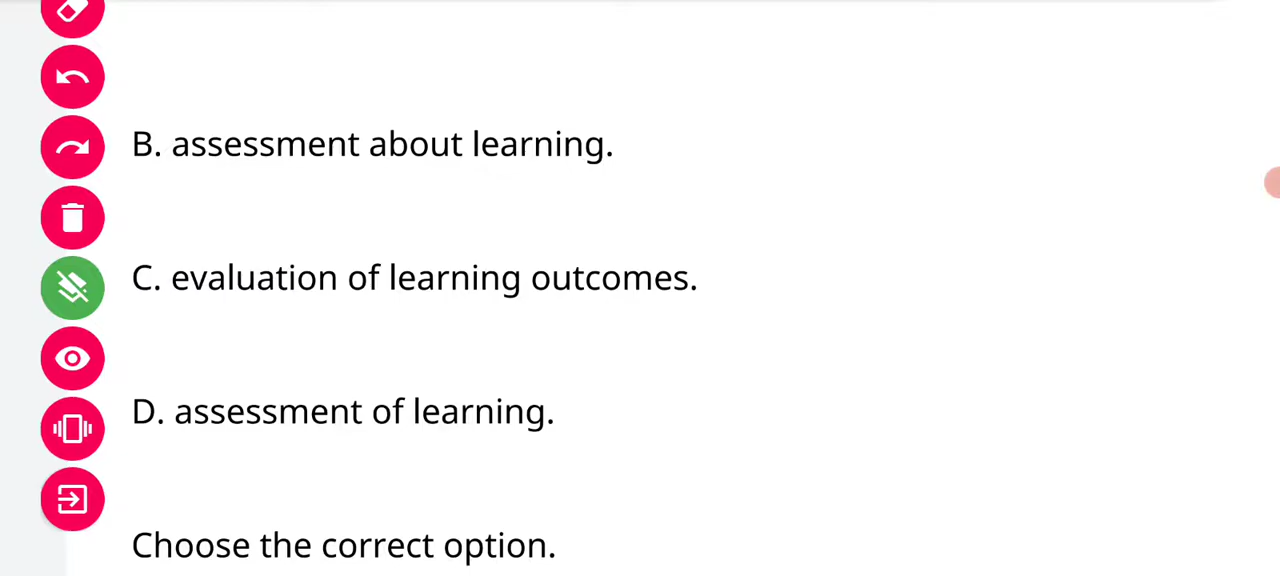 B. assessment about learning.
C. evaluation of learning outcomes.
D. assessment of learning.
Choose the correct option.